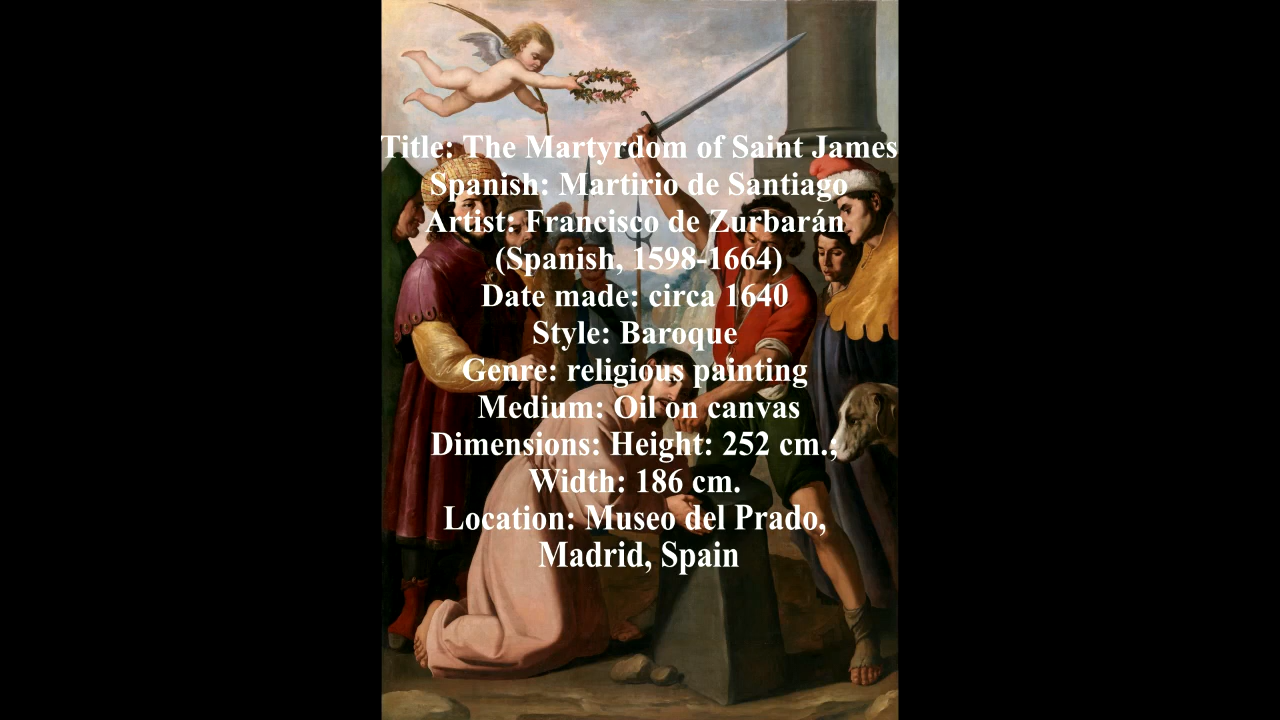 Title: The Martyrdom of Saint James
Spanish: Martirio de Santiago
Artist: Francisco de Zurbarán
(Spanish, 1598-1664)
Date made: circa 1640
Style: Baroque
Genre: religious painting
Medium: Oil on canvas
Dimensions: Height: 252 cm.;
Width: 186 cm.
Location: Museo del Prado,
Madrid, Spain